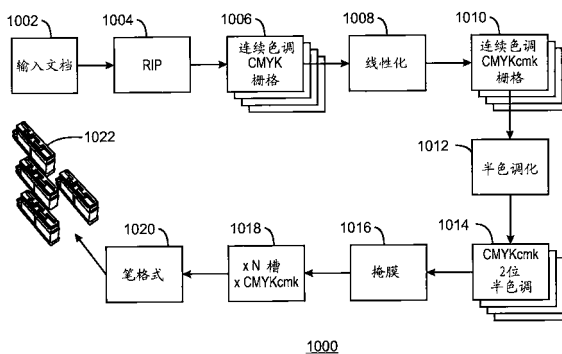 1002
输入文档
1004
RIP
1006
连续色调
CMYK
栅格
1008
线性化
1010
连续色调
CMYKcmk
栅格
1012
半色调化
1014
CMYKcmk
2位
半色调
1016
掩膜
1018
x N 槽
x CMYKcmk
1020
笔格式
1022
1000